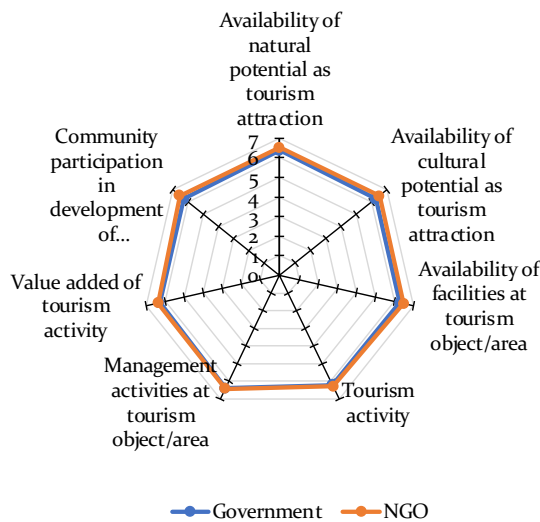 Availability of
natural
potential as
tourism
attraction
Availability of
cultural
potential as
tourism
attraction
Availability of
facilities at
tourism
object/area
Tourism
activity
Management
activities at
tourism
object/area
Value added of
tourism
activity
Community
participation
in
development
of...
7
6
5
4
3
2
1
0
Government
NGO